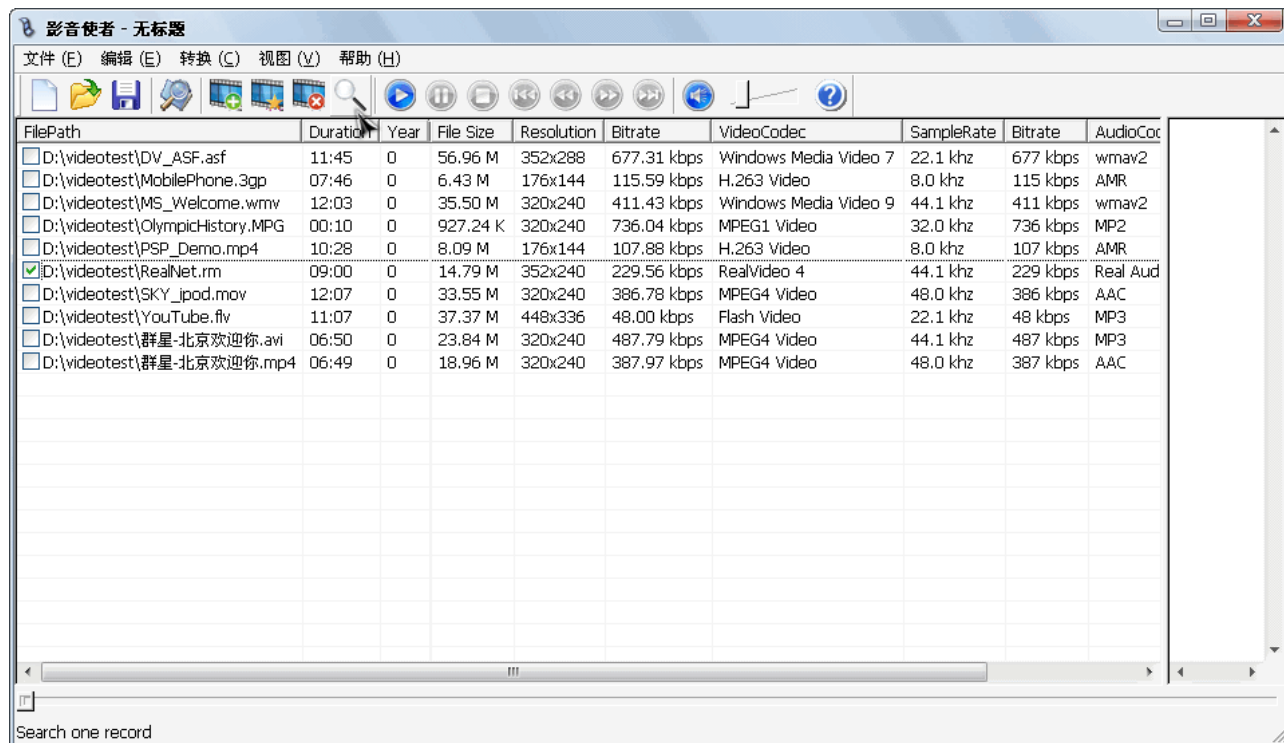 影音使者 - 无标题
文件 (F) 编辑 (E) 转换 (C) 视图 (V) 帮助 (H)
FilePath Duration Year File Size Resolution Bitrate VideoCodec SampleRate Bitrate AudioCod
D:\videotest\DV_ASF.asf 11:45 0 56.96 M 352x288 677.31 kbps Windows Media Video 7 22.1 khz 677 kbps wmav2
D:\videotest\MobilePhone.3gp 07:46 0 6.43 M 176x144 115.59 kbps H.263 Video 8.0 khz 115 kbps AMR
D:\videotest\MS_Welcome.wmv 12:03 0 35.50 M 320x240 411.43 kbps Windows Media Video 9 44.1 khz 411 kbps wmav2
D:\videotest\OlympicHistory.MPG 00:10 0 927.24 K 320x240 736.04 kbps MPEG1 Video 32.0 khz 736 kbps MP2
D:\videotest\PSP_Demo.mp4 10:28 0 8.09 M 176x144 107.88 kbps H.263 Video 8.0 khz 107 kbps AMR
D:\videotest\RealNet.rm 09:00 0 14.79 M 352x240 229.56 kbps RealVideo 4 44.1 khz 229 kbps Real Aud
D:\videotest\SKY_ipod.mov 12:07 0 33.55 M 320x240 386.78 kbps MPEG4 Video 48.0 khz 386 kbps AAC
D:\videotest\YouTube.flv 11:07 0 37.37 M 448x336 48.00 kbps Flash Video 22.1 khz 48 kbps MP3
D:\videotest\群星-北京欢迎你.avi 06:50 0 23.84 M 320x240 487.79 kbps MPEG4 Video 44.1 khz 487 kbps MP3
D:\videotest\群星-北京欢迎你.mp4 06:49 0 18.96 M 320x240 387.97 kbps MPEG4 Video 48.0 khz 387 kbps AAC
Search one record